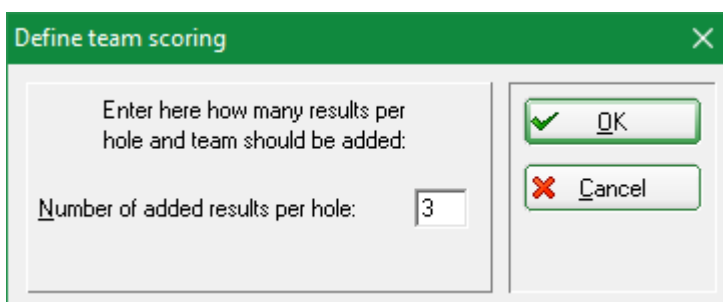 Define team scoring
Enter here how many results per
hole and team should be added:
Number of added results per hole: 3
OK
Cancel